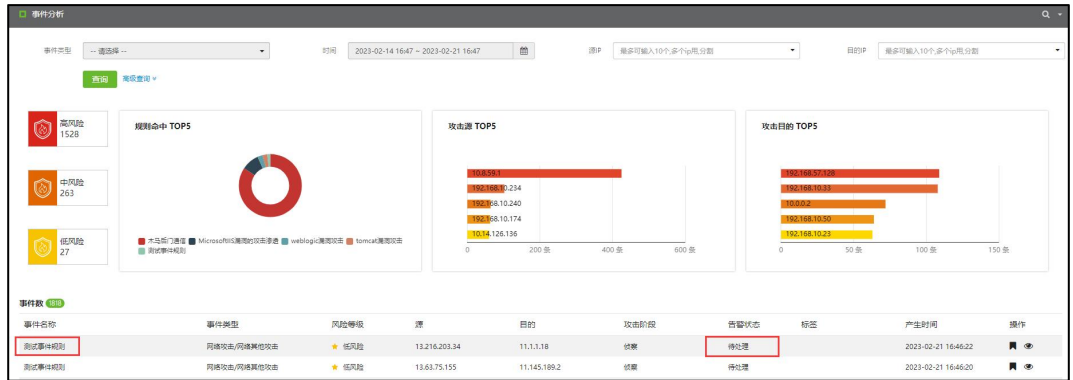 事件分析
事件类型 -- 请选择 -- 时间 2023-02-14 16:47 ~ 2023-02-21 16:47 源IP 最多可输入10个,多个ip用,分割 目的IP 最多可输入10个,多个ip用,分割
查询 高级查询
高风险
1528
中风险
263
低风险
27
规则命中 TOP5
木马后门通信 MicrosoftIIS漏洞的攻击渗透 weblogic漏洞攻击 tomcat漏洞攻击
测试事件规则
攻击源 TOP5
10.8.59.1
192.168.10.234
192.168.10.240
192.168.10.174
10.14.126.136
0 200 条 400 条 600 条
攻击目的 TOP5
192.168.57.128
192.168.10.33
10.0.0.2
192.168.10.50
192.168.10.23
0 50 条 100 条 150 条
事件数 1818
事件名称 事件类型 风险等级 源 目的 攻击阶段 告警状态 标签 产生时间 操作
测试事件规则 网络攻击/网络其他攻击 低风险 13.216.203.34 11.1.1.18 侦察 待处理 2023-02-21 16:46:22
测试事件规则 网络攻击/网络其他攻击 低风险 13.63.75.155 11.145.189.2 侦察 待处理 2023-02-21 16:46:20